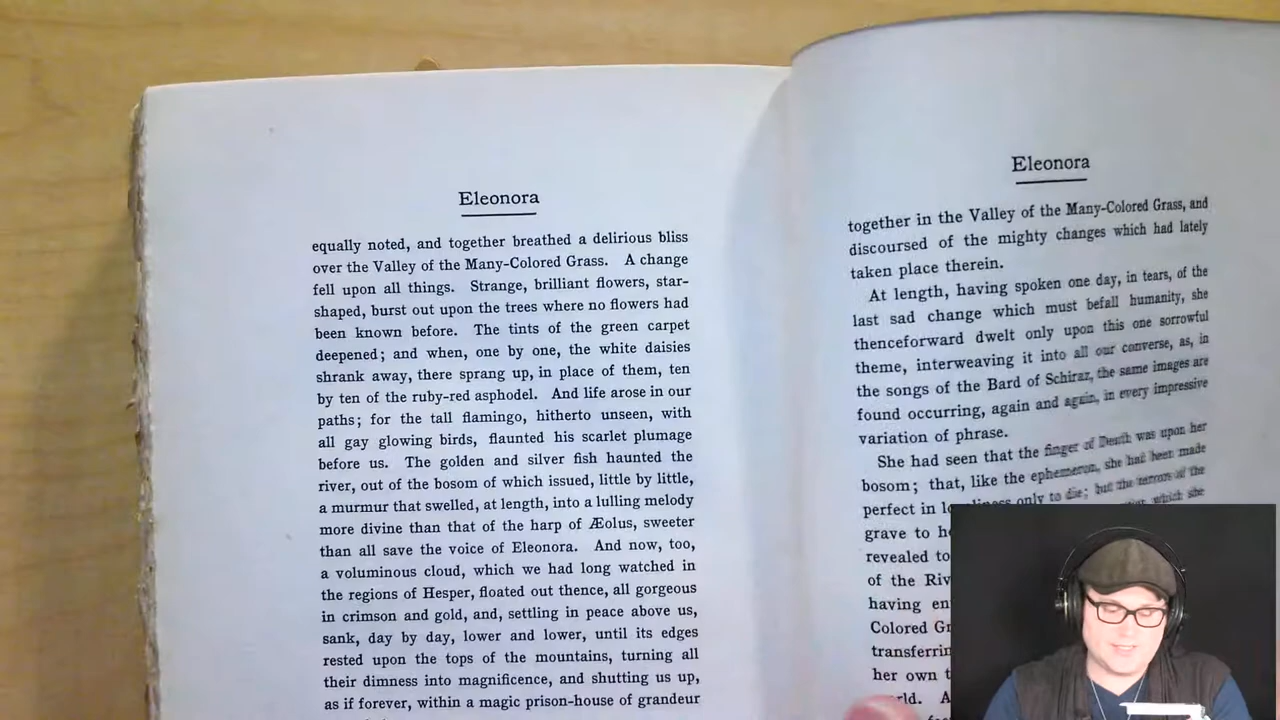 Eleonora
equally noted, and together breathed a delirious bliss
over the Valley of the Many-Colored Grass. A change
fell upon all things. Strange, brilliant flowers, star-
shaped, burst out upon the trees where no flowers had
been known before. The tints of the green carpet
deepened; and when, one by one, the white daisies
shrank away, there sprang up, in place of them, ten
by ten of the ruby-red asphodel. And life arose in our
paths; for the tall flamingo, hitherto unseen, with
all gay glowing birds, flaunted his scarlet plumage
before us. The golden and silver fish haunted the
river, out of the bosom of which issued, little by little,
a murmur that swelled, at length, into a lulling melody
more divine than that of the harp of Æolus, sweeter
than all save the voice of Eleonora. And now, too,
a voluminous cloud, which we had long watched in
the regions of Hesper, floated out thence, all gorgeous
in crimson and gold, and, settling in peace above us,
sank, day by day, lower and lower, until its edges
rested upon the tops of the mountains, turning all
their dimness into magnificence, and shutting us up,
as if forever, within a magic prison-house of grandeur
Eleonora
together in the Valley of the Many-Colored Grass, and
discoursed of the mighty changes which had lately
taken place therein.
At length, having spoken one day, in tears, of the
last sad change which must befall humanity, she
thenceforward dwelt only upon this one sorrowful
theme, interweaving it into all our converse, as, in
the songs of the Bard of Schiraz, the same images are
found occurring, again and again, in every impressive
variation of phrase.
She had seen that the finger of Death was upon her
bosom; that, like the ephemeron, she had been made
perfect in only to die; but the terrors of the
grave to which she
revealed to
of the
having
Colored
her own